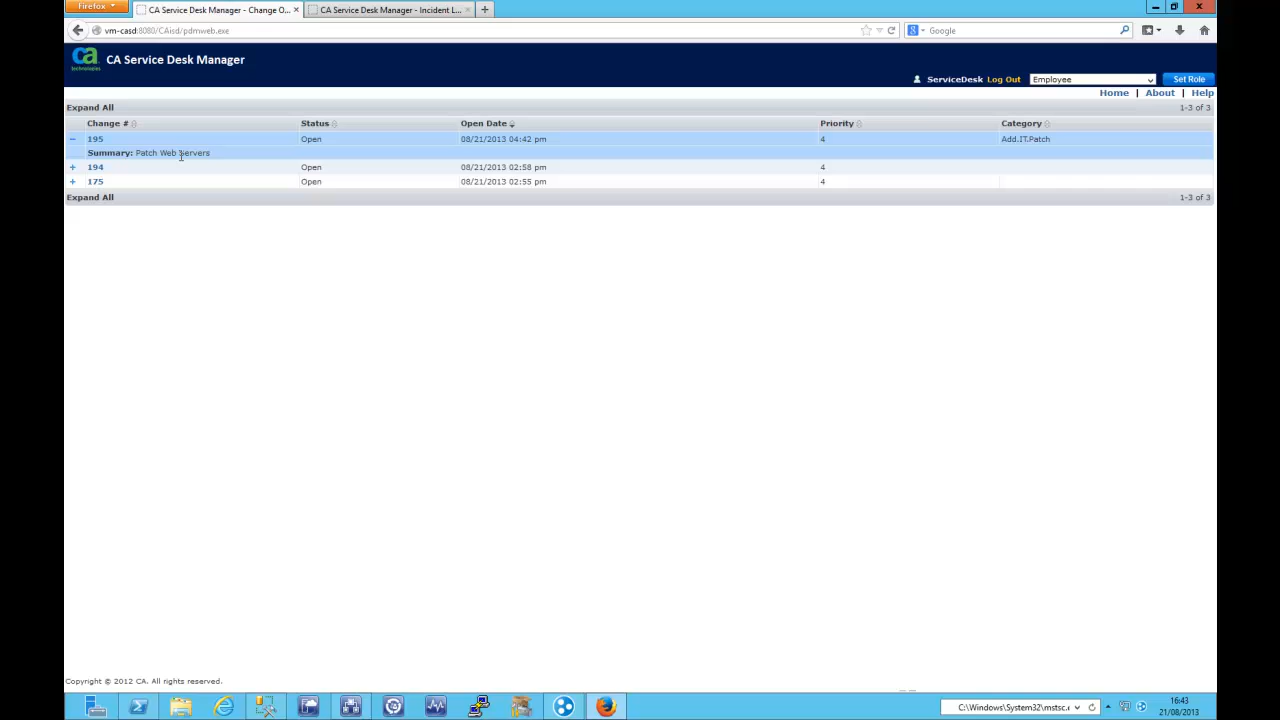 Firefox
CA Service Desk Manager - Change O... ×
CA Service Desk Manager - Incident L... ×
vm-casd:8080/CAisd/pdmweb.exe
Google
ca
technologies
CA Service Desk Manager
ServiceDesk Log Out Employee Set Role
Home | About | Help
Expand All 1-3 of 3
Change # Status Open Date Priority Category
195 Open 08/21/2013 04:42 pm 4 Add.IT.Patch
Summary: Patch Web Servers
194 Open 08/21/2013 02:58 pm 4
175 Open 08/21/2013 02:55 pm 4
Expand All 1-3 of 3
Copyright © 2012 CA. All rights reserved.
C:\Windows\System32\mstsc.e
16:43
21/08/2013